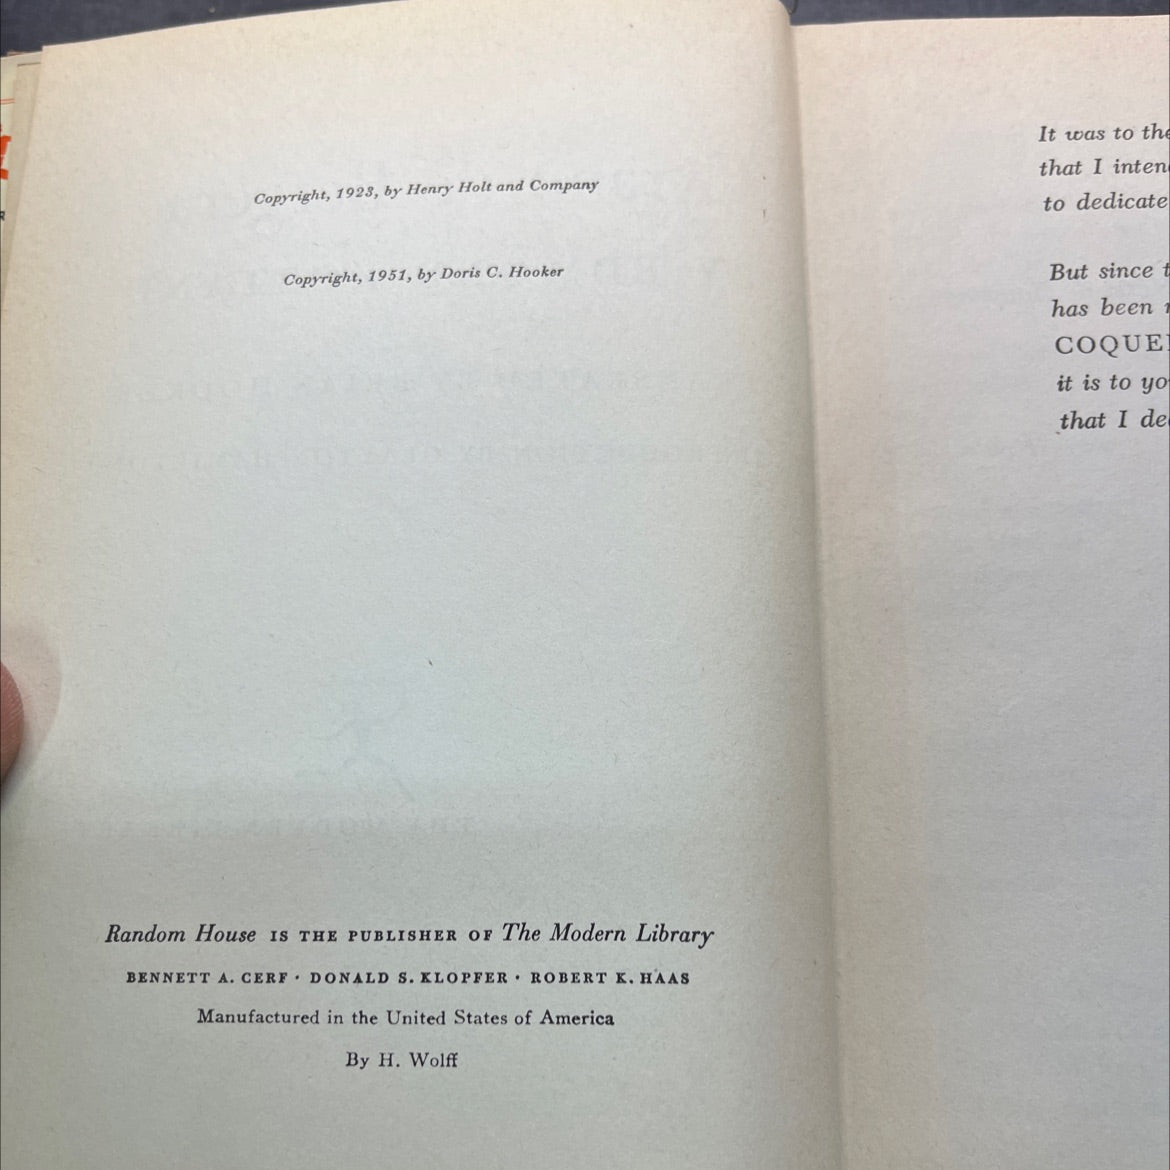 Copyright, 1923, by Henry Holt and Company
Copyright, 1951, by Doris C. Hooker
Random House IS THE PUBLISHER OF The Modern Library
BENNETT A. CERF · DONALD S. KLOPFER · ROBERT K. HAAS
Manufactured in the United States of America
By H. Wolff
It was to the
that I inten
to dedicate
But since t
has been
COQUE
it is to yo
that I de